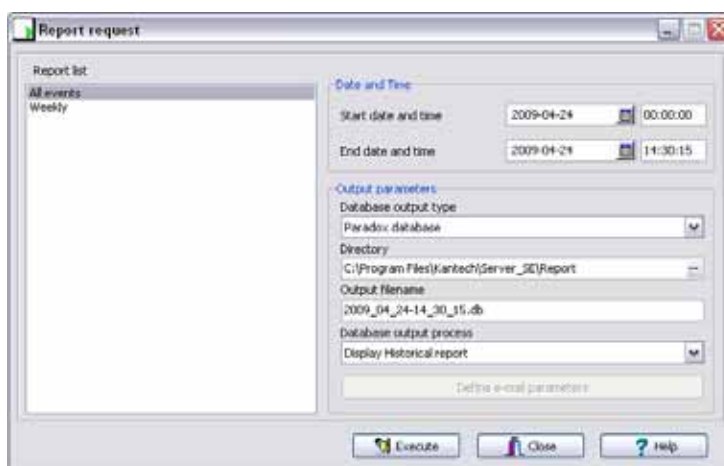 Report request
Report list
All events
Weekly
Date and Time
Start date and time 2009-04-24 00:00:00
End date and time 2009-04-24 14:30:15
Output parameters
Database output type
Paradox database
Directory
C:\Program Files\Kantech\Server_SE\Report ...
Output filename
2009_04_24-14_30_15.db
Database output process
Display Historical report
Define e-mail parameters
Execute Close Help